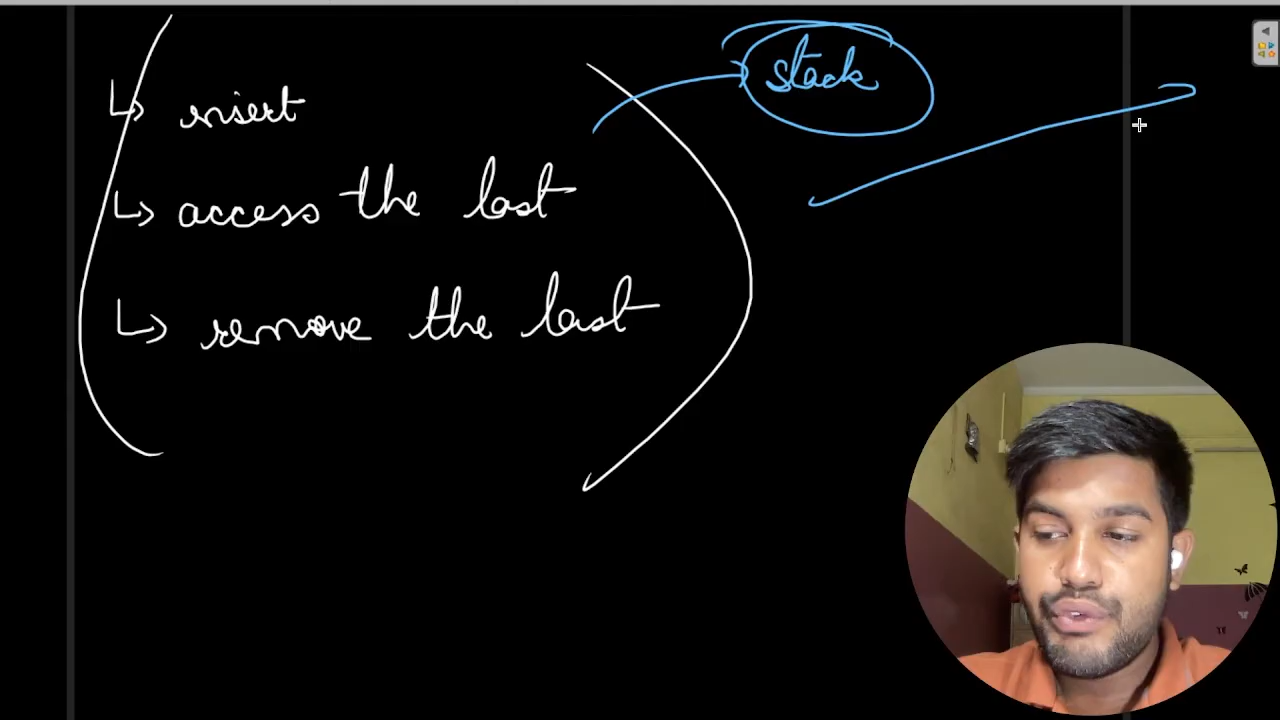 stack
↳ insert
↳ access the last
↳ remove the last